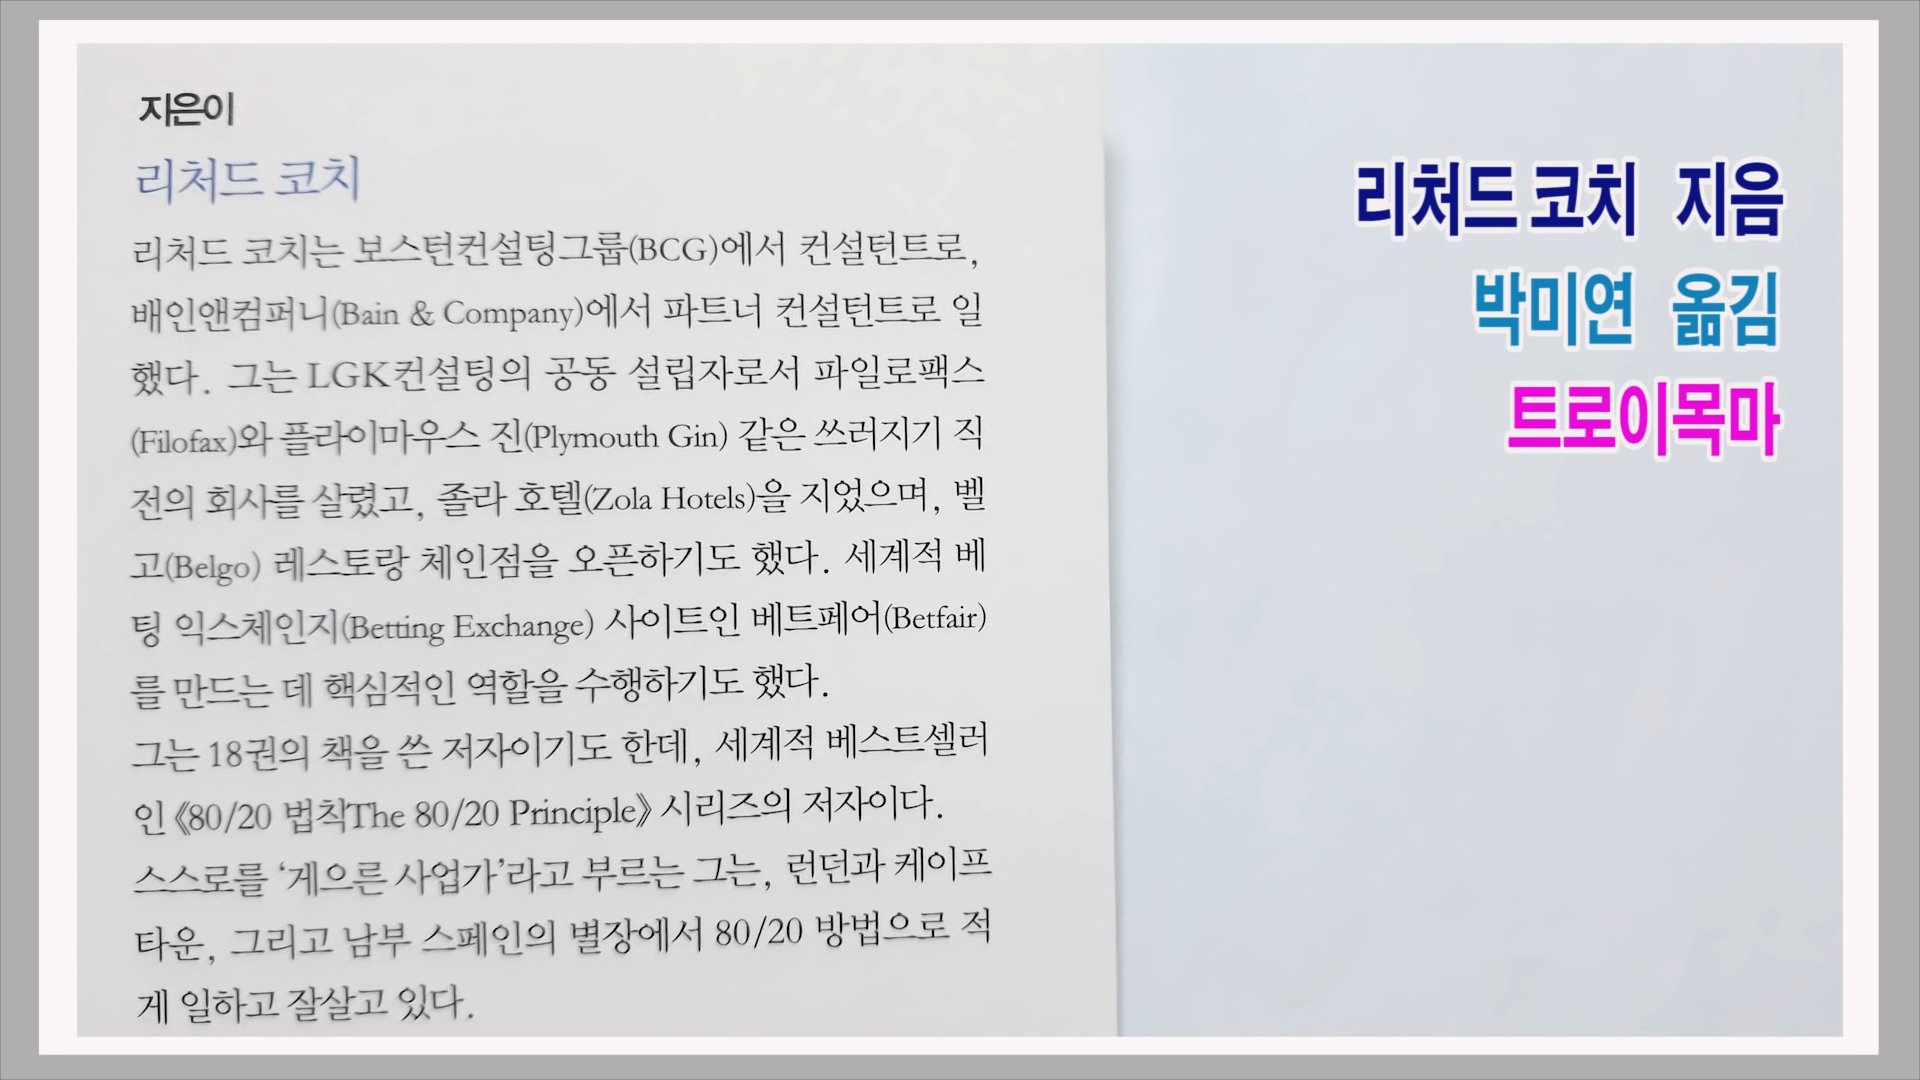 지은이
리처드 코치
리처드 코치는 보스턴컨설팅그룹(BCG)에서 컨설턴트로,
배인앤컴퍼니(Bain & Company)에서 파트너 컨설턴트로 일
했다. 그는 LGK컨설팅의 공동 설립자로서 파일로팩스
(Filofax)와 플라이마우스 진(Plymouth Gin) 같은 쓰러지기 직
전의 회사를 살렸고, 졸라 호텔(Zola Hotels)을 지었으며, 벨
고(Belgo) 레스토랑 체인점을 오픈하기도 했다. 세계적 베
팅 익스체인지(Betting Exchange) 사이트인 베트페어(Betfair)
를 만드는 데 핵심적인 역할을 수행하기도 했다.
그는 18권의 책을 쓴 저자이기도 한데, 세계적 베스트셀러
인 《80/20 법칙The 80/20 Principle》 시리즈의 저자이다.
스스로를 ‘게으른 사업가’라고 부르는 그는, 런던과 케이프
타운, 그리고 남부 스페인의 별장에서 80/20 방법으로 적
게 일하고 잘살고 있다.
리처드 코치 지음
박미연 옮김
트로이목마